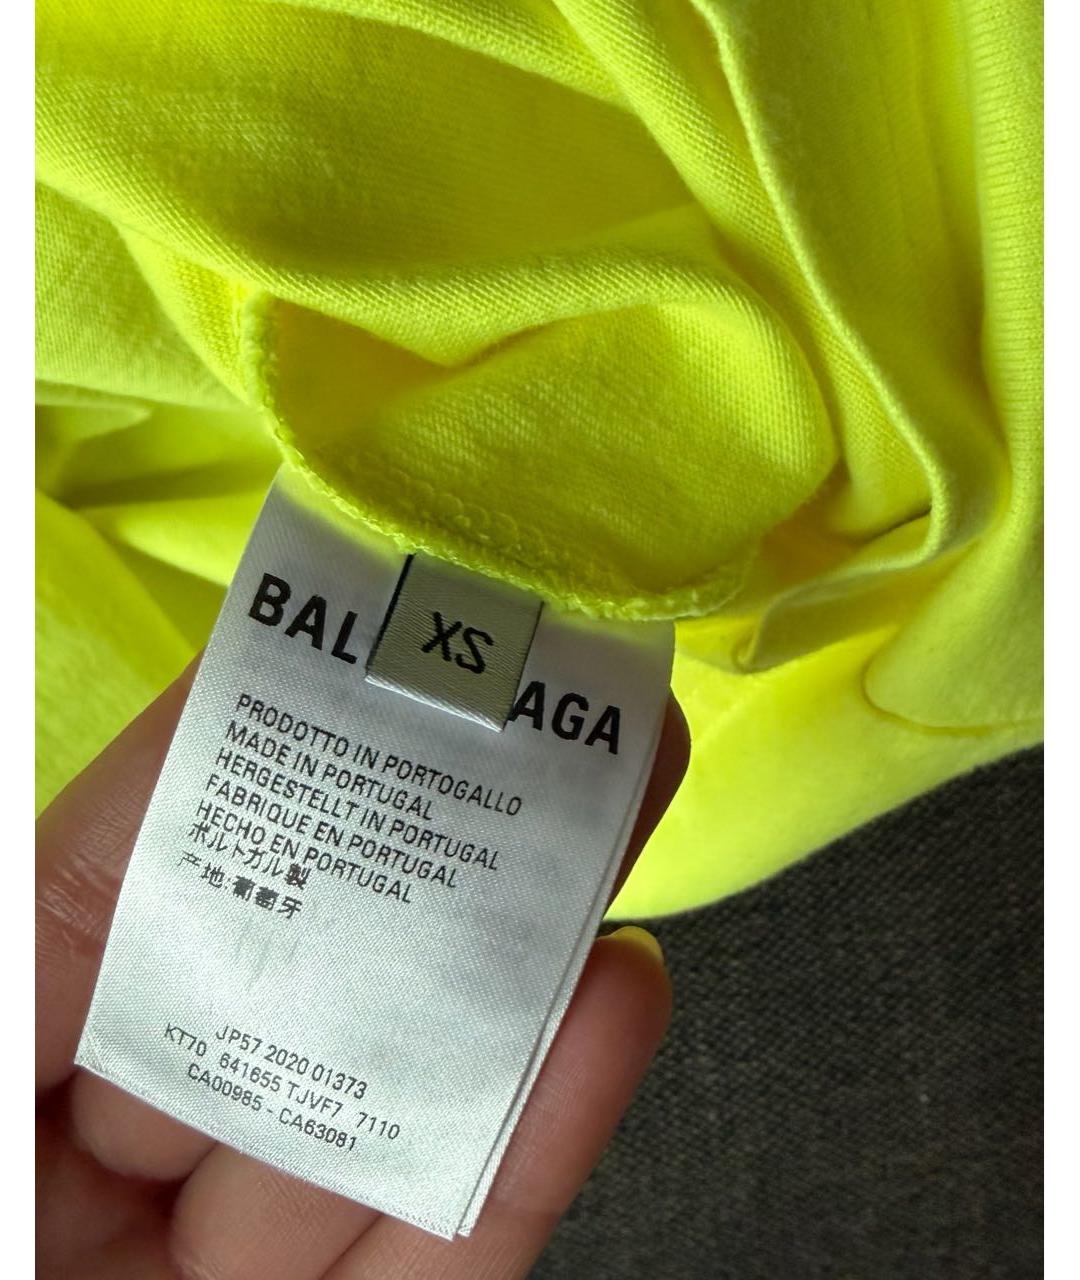 BAL AGA
XS
PRODOTTO IN PORTOGALLO
MADE IN PORTUGAL
HERGESTELLT IN PORTUGAL
FABRIQUE EN PORTUGAL
HECHO EN PORTUGAL
ポルトガル製
产地:葡萄牙
JP57 2020 01373
KT70 641655 TJVF7 7110
CA00985 - CA63081